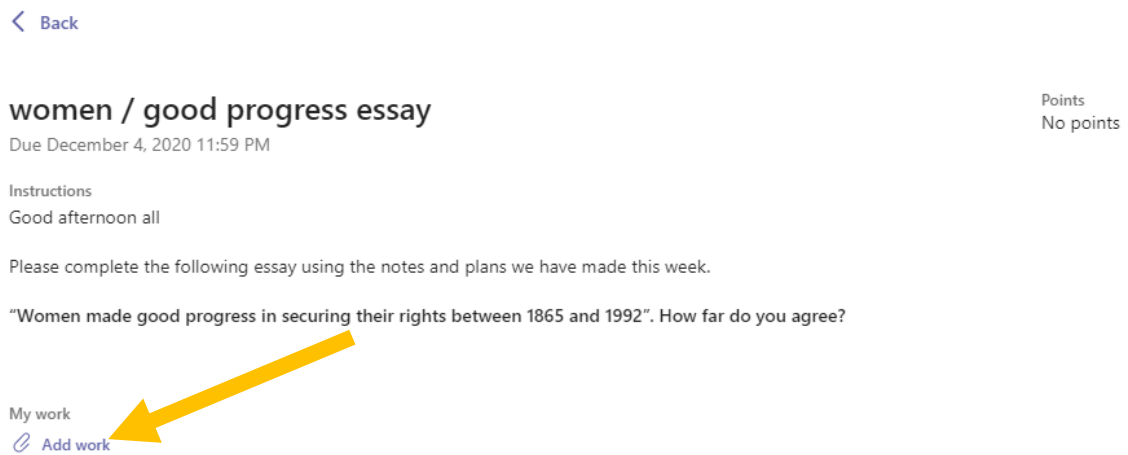 Back
women / good progress essay
Points
No points
Due December 4, 2020 11:59 PM
Instructions
Good afternoon all
Please complete the following essay using the notes and plans we have made this week.
“Women made good progress in securing their rights between 1865 and 1992”. How far do you agree?
My work
Add work